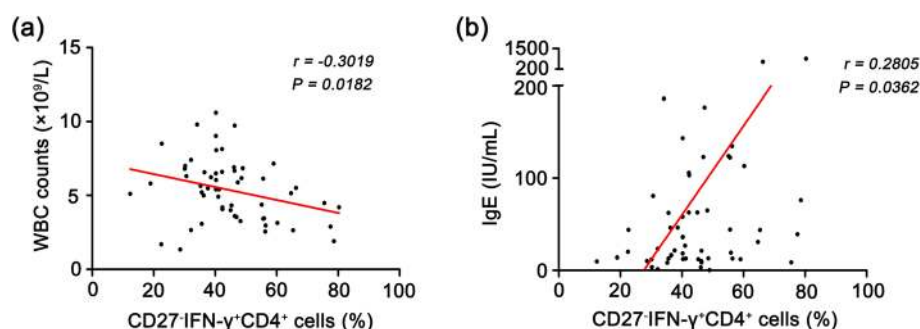 (a)
15
10
5
0
WBC counts (×10⁹/L)
r = -0.3019
P = 0.0182
0 20 40 60 80 100
CD27⁻IFN-γ⁺CD4⁺ cells (%)
(b)
1500
200
200
100
0
IgE (IU/mL)
r = 0.2805
P = 0.0362
0 20 40 60 80 100
CD27⁻IFN-γ⁺CD4⁺ cells (%)